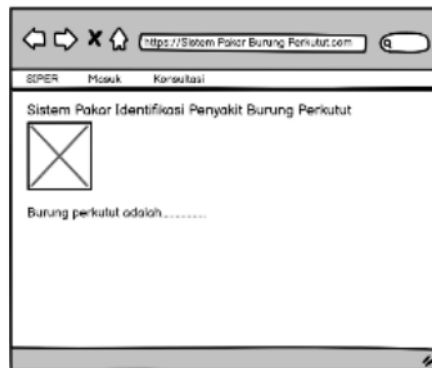 https://Sistem Pakar Burung Perkutut.com
SIPER Masuk Konsultasi
Sistem Pakar Identifikasi Penyakit Burung Perkutut
Burung perkutut adalah............